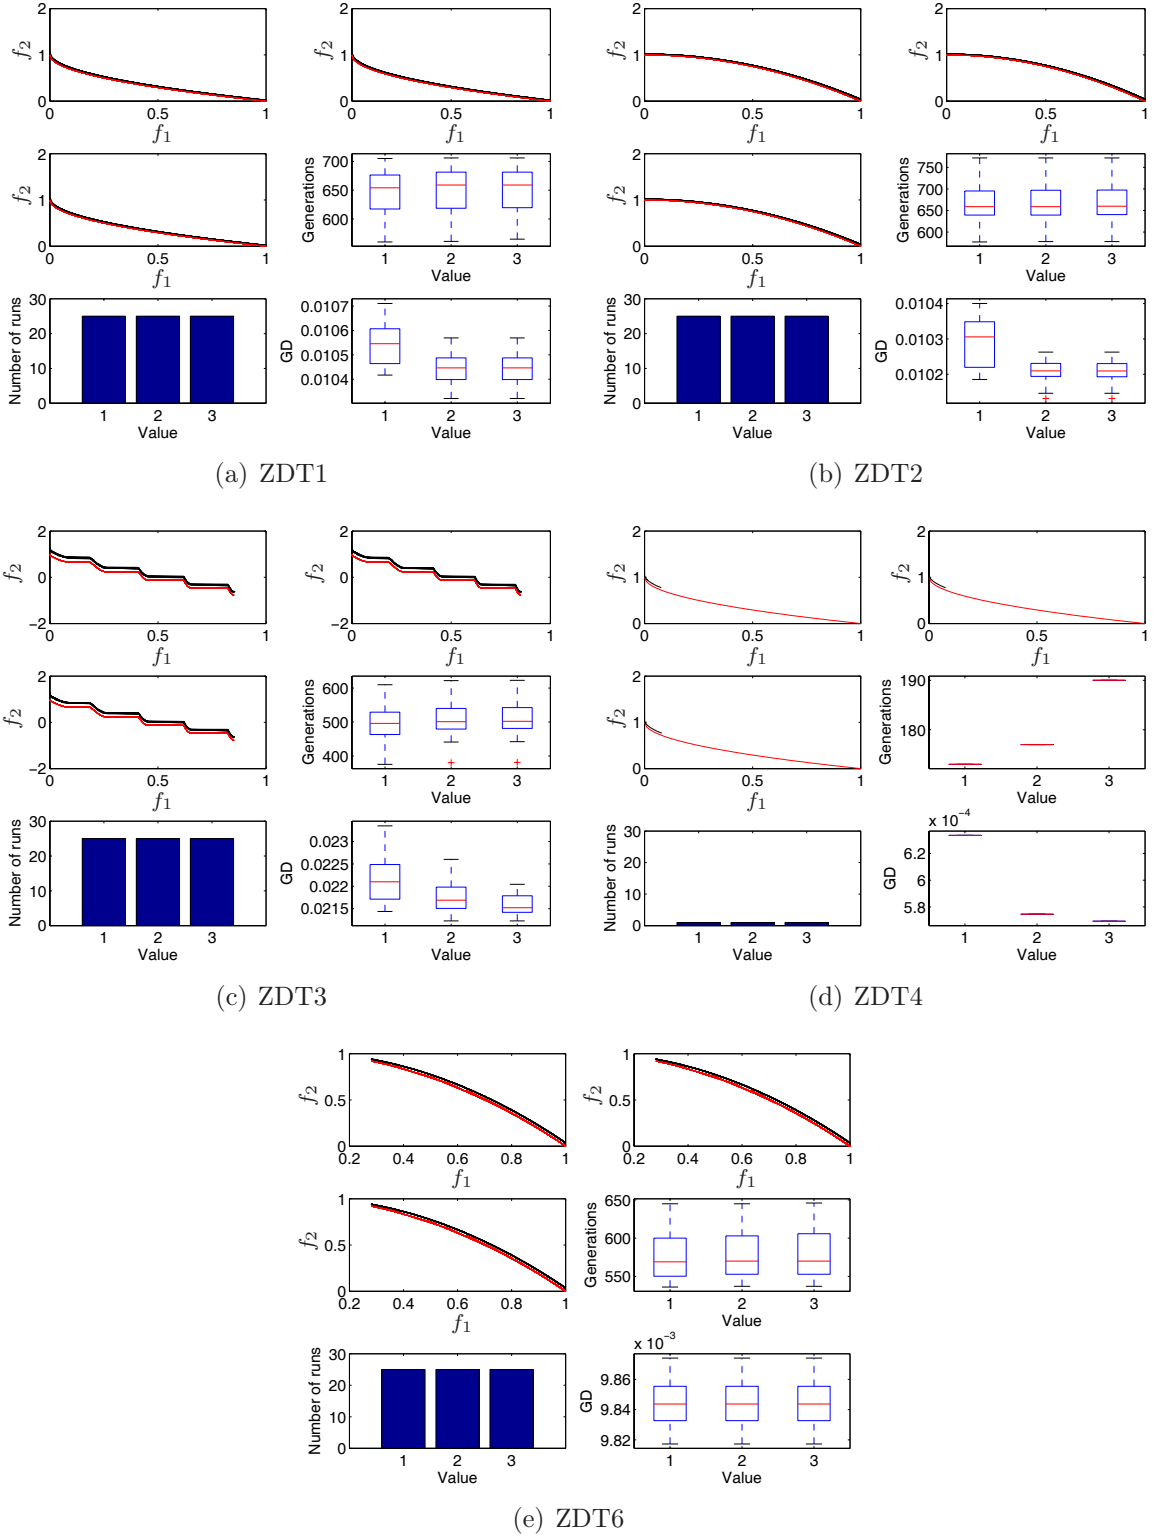 2
1
0
0 0.5 1
f2
f1
2
1
0
0 0.5 1
f2
f1
2
1
0
0 0.5 1
f2
f1
700
650
600
Generations
1 2 3
Value
30
20
10
0
Number of runs
1 2 3
Value
0.0107
0.0106
0.0105
0.0104
GD
1 2 3
Value
(a) ZDT1
2
1
0
0 0.5 1
f2
f1
2
1
0
0 0.5 1
f2
f1
2
1
0
0 0.5 1
f2
f1
750
700
650
600
Generations
1 2 3
Value
30
20
10
0
Number of runs
1 2 3
Value
0.0104
0.0103
0.0102
GD
1 2 3
Value
(b) ZDT2
2
0
−2
0 0.5 1
f2
f1
2
0
−2
0 0.5 1
f2
f1
2
0
−2
0 0.5 1
f2
f1
600
500
400
Generations
1 2 3
Value
30
20
10
0
Number of runs
1 2 3
Value
0.023
0.0225
0.022
0.0215
GD
1 2 3
Value
(c) ZDT3
2
1
0
0 0.5 1
f2
f1
2
1
0
0 0.5 1
f2
f1
2
1
0
0 0.5 1
f2
f1
190
180
Generations
1 2 3
Value
30
20
10
0
Number of runs
1 2 3
Value
x 10−4
6.2
6
5.8
GD
1 2 3
Value
(d) ZDT4
1
0.5
0
0.2 0.4 0.6 0.8 1
f2
f1
1
0.5
0
0.2 0.4 0.6 0.8 1
f2
f1
1
0.5
0
0.2 0.4 0.6 0.8 1
f2
f1
650
600
550
Generations
1 2 3
Value
30
20
10
0
Number of runs
1 2 3
Value
x 10−3
9.86
9.84
9.82
GD
1 2 3
Value
(e) ZDT6